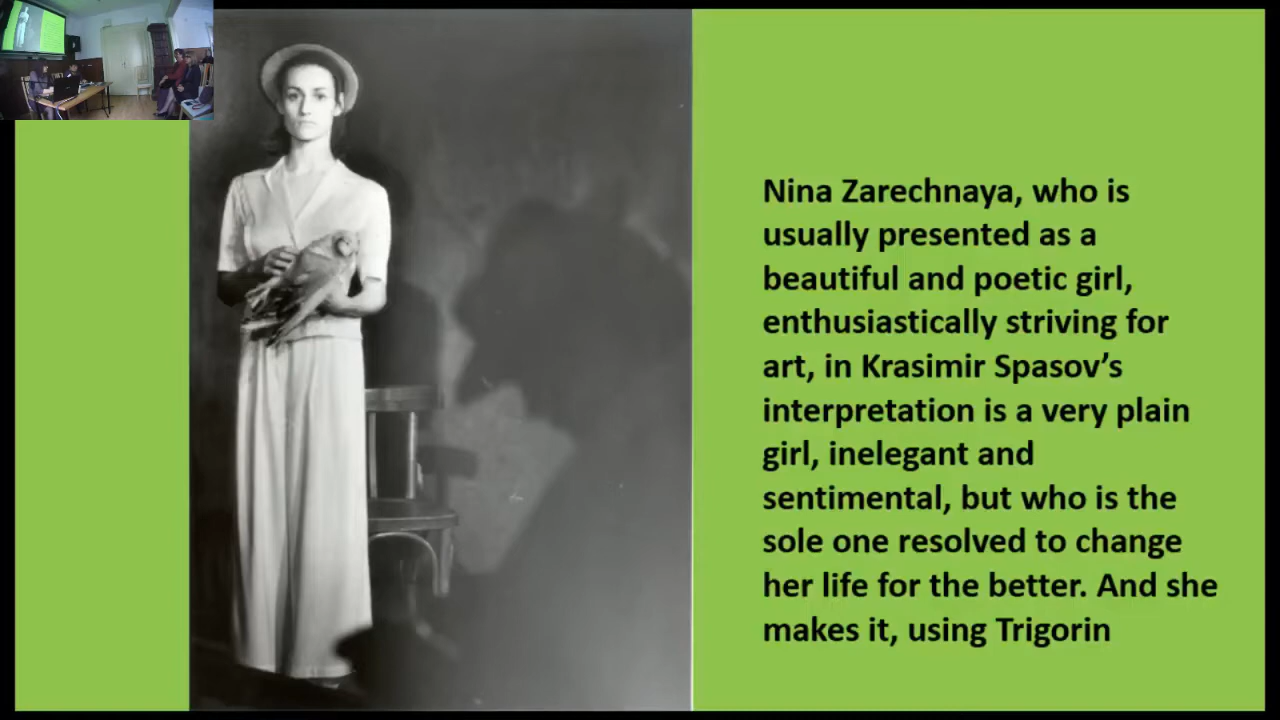 Nina Zarechnaya, who is
usually presented as a
beautiful and poetic girl,
enthusiastically striving for
art, in Krasimir Spasov’s
interpretation is a very plain
girl, inelegant and
sentimental, but who is the
sole one resolved to change
her life for the better. And she
makes it, using Trigorin